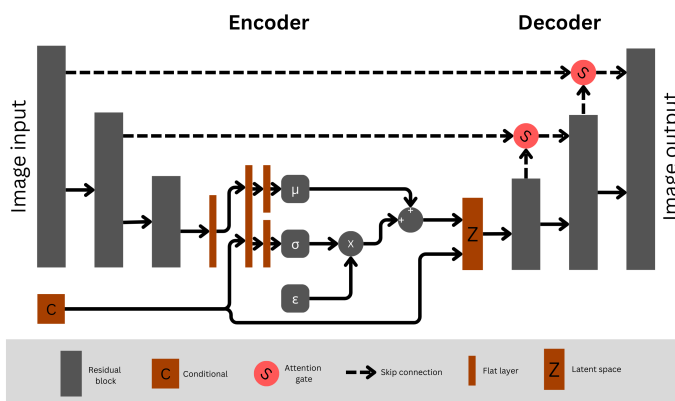 Encoder
Decoder
Image input
Image output
S
S
μ
σ
ε
x
+
+
Z
C
Residual
block
C
Conditional
S
Attention
gate
Skip connection
Flat layer
Z
Latent space